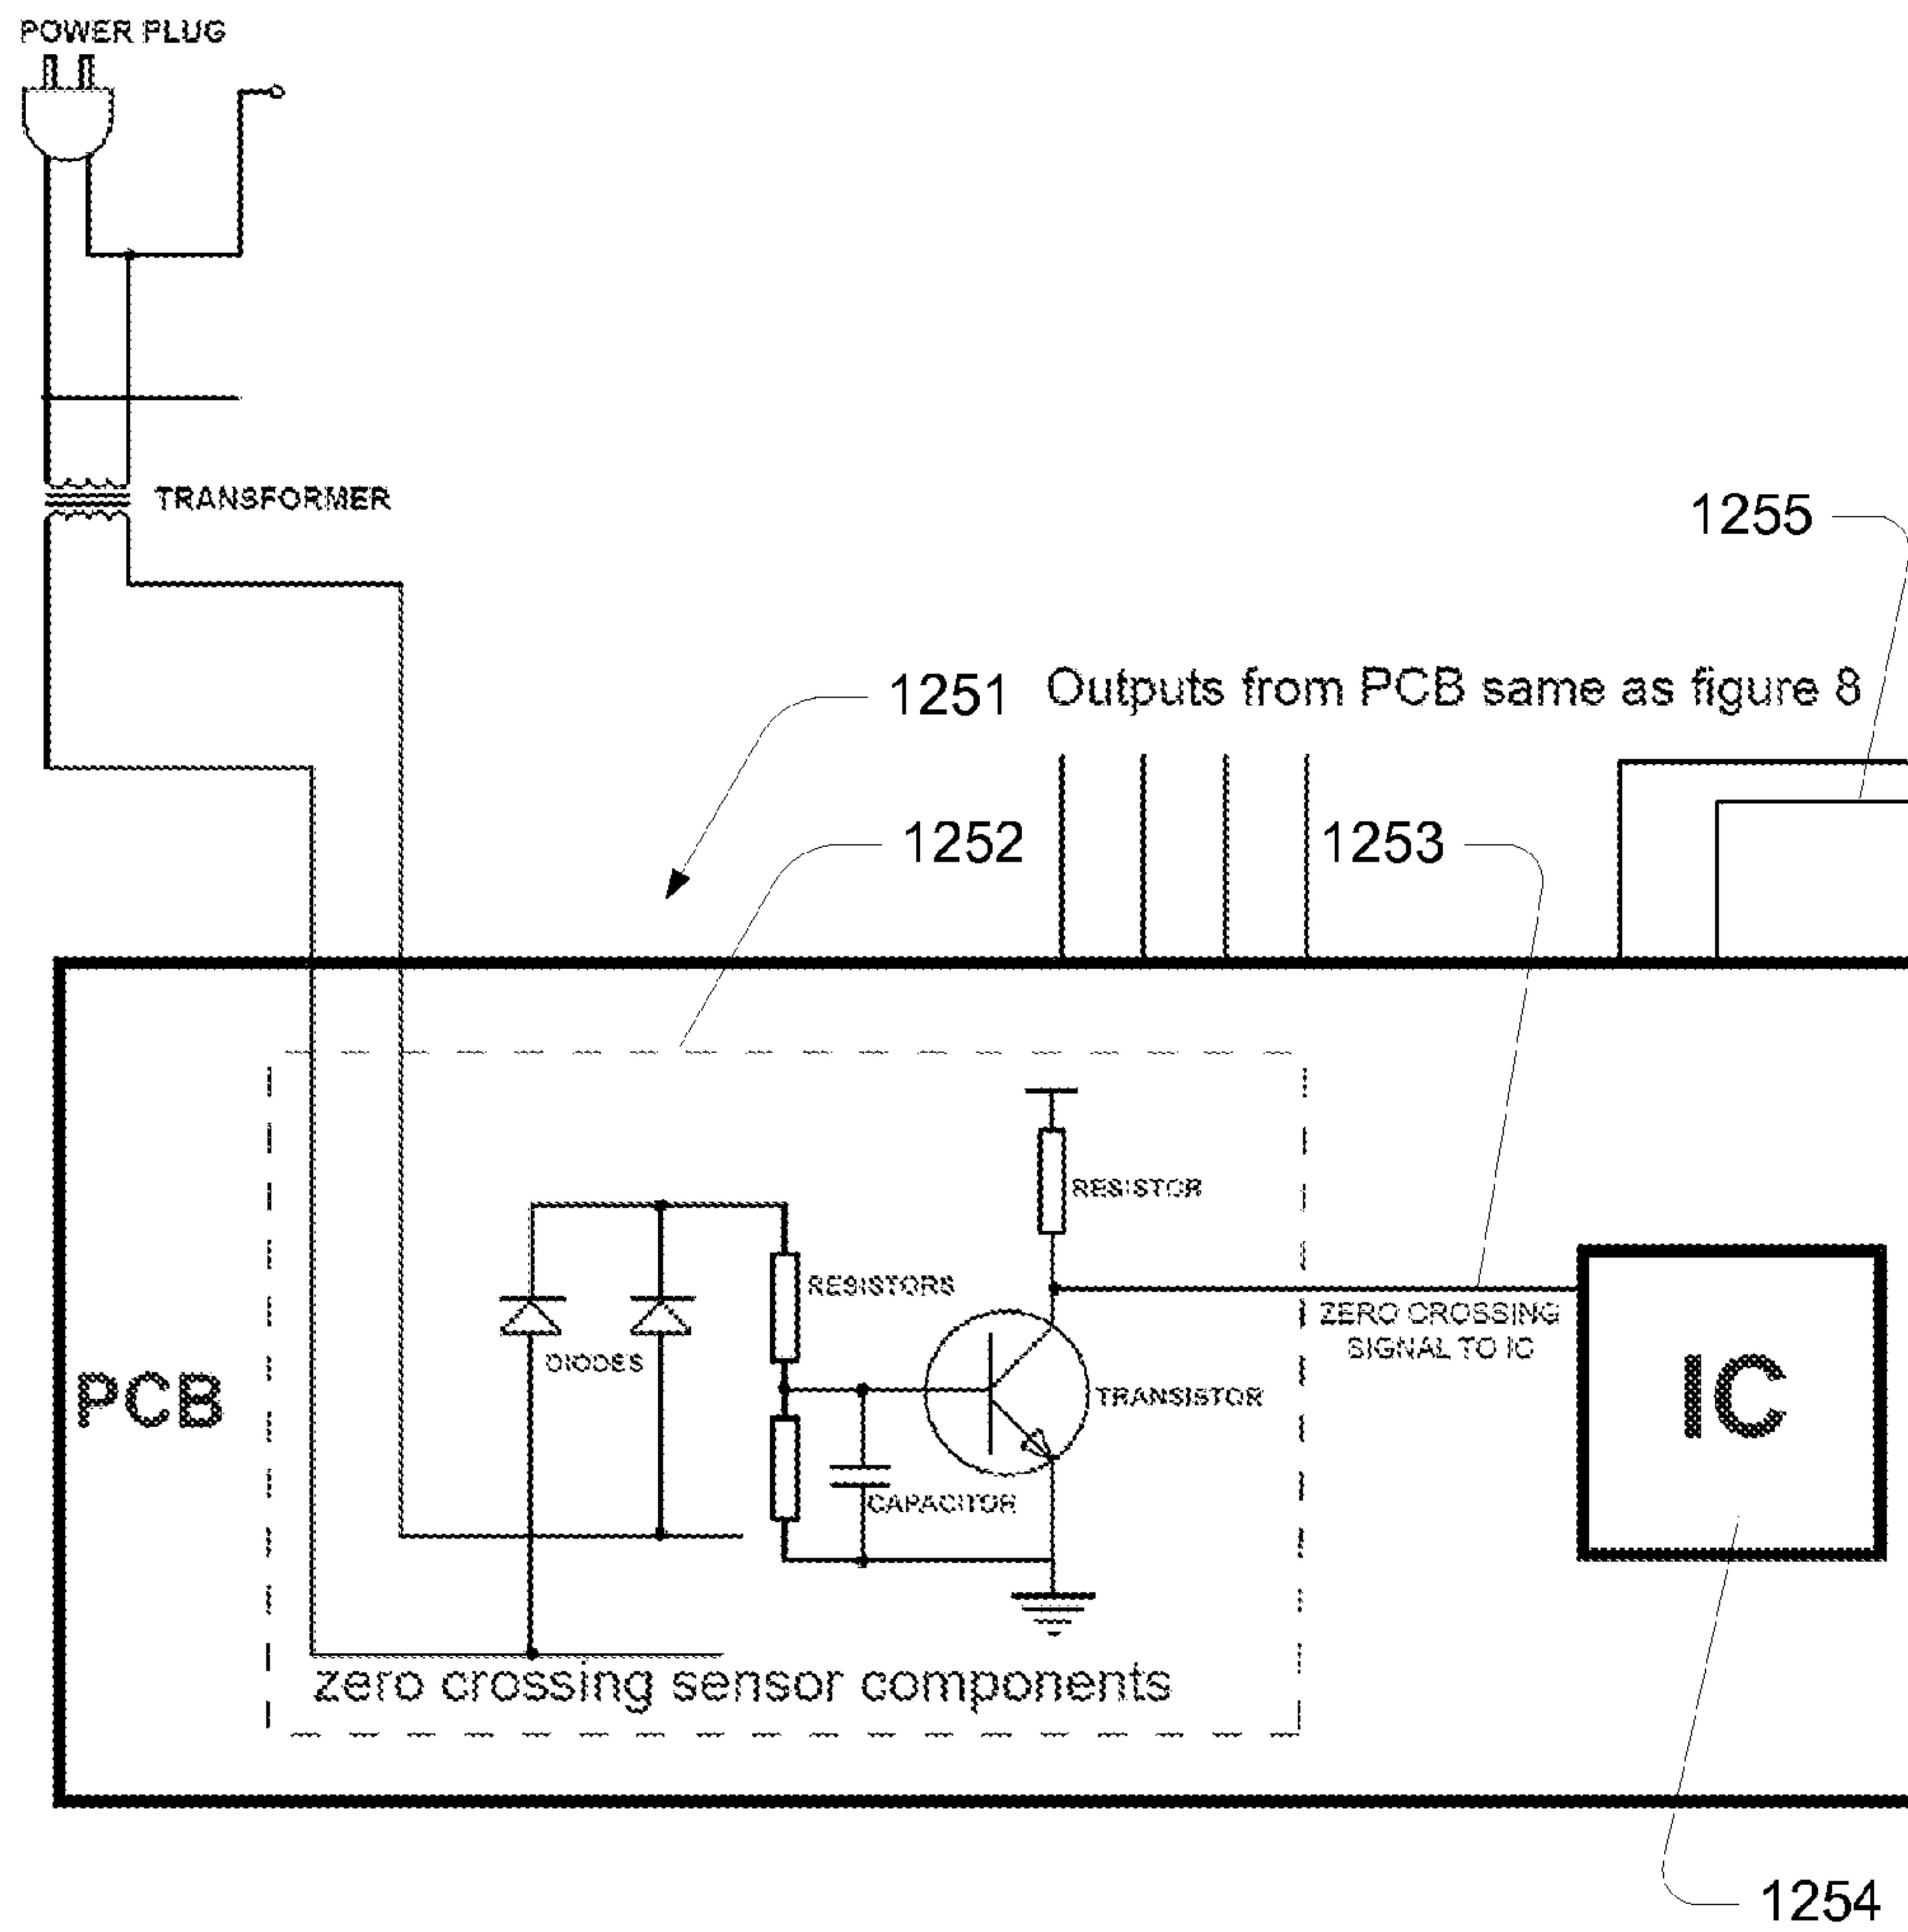 POWER PLUG
TRANSFORMER
1255
1251 Outputs from PCB same as figure 8
1252
1253
RESISTOR
RESISTORS
DIODES
ZERO CROSSING
SIGNAL TO IC
PCB
TRANSISTOR
IC
CAPACITOR
zero crossing sensor components
1254